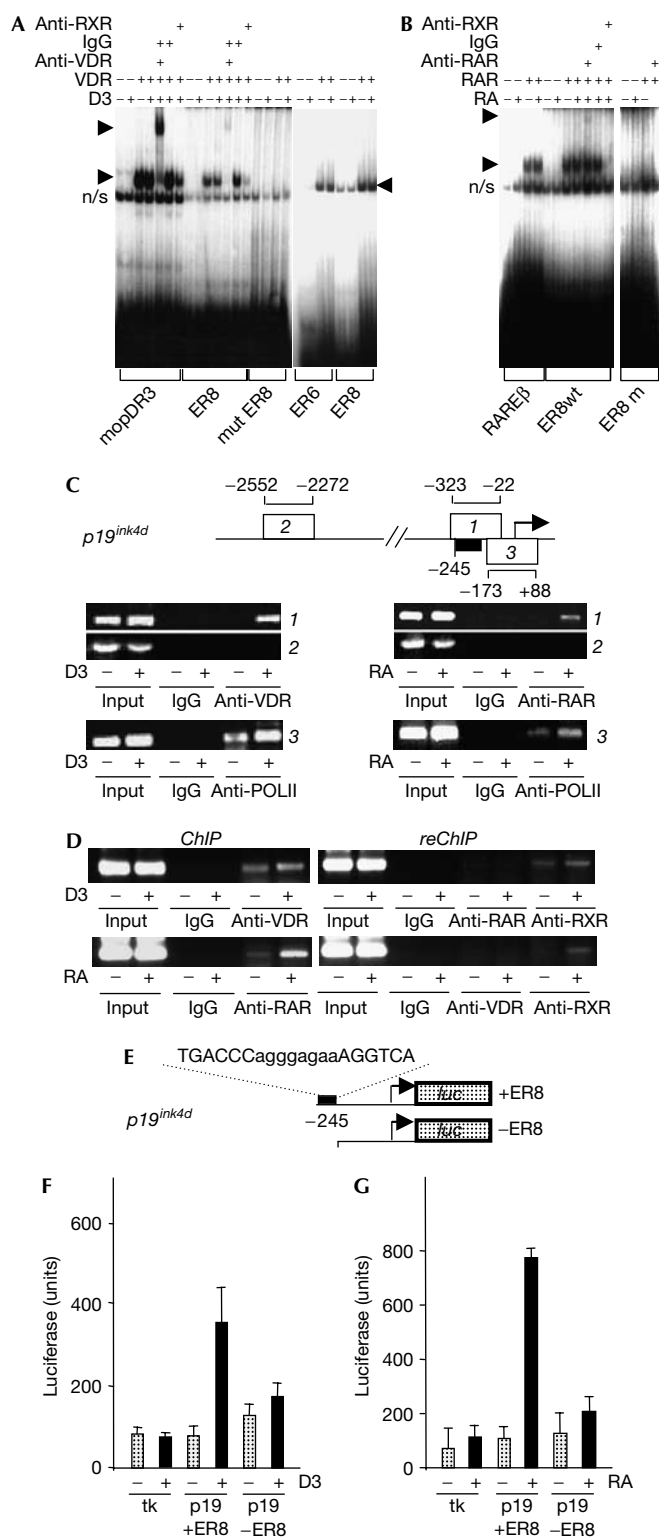 A
Anti-RXR + +
IgG ++ ++
Anti-VDR + +
VDR −−+++++−−+++++−−++ −−++−−++
D3
n/s
mopDR3 ER8 mut ER8 ER6 ER8
B
Anti-RXR +
IgG +
Anti-RAR + +
RAR −−++−−+++++ −−++
RA
n/s
RAREβ ER8wt ER8 m
C
−2552 −2272 −323 −22
p19ink4d 2 // 1
3
−245
−173 +88
1 1
2 2
D3 − + − + − + RA − + − + − +
Input IgG Anti-VDR Input IgG Anti-RAR
3 3
D3 − + − + − + RA − + − + − +
Input IgG Anti-POLII Input IgG Anti-POLII
D ChIP reChIP
D3 − + − + − + − + − + − + − +
Input IgG Anti-VDR Input IgG Anti-RAR Anti-RXR
RA − + − + − + − + − + − + − +
Input IgG Anti-RAR Input IgG Anti-VDR Anti-RXR
E
TGACCCagggagaaAGGTCA
luc +ER8
p19ink4d −245
luc −ER8
F
Luciferase (units)
600
400
200
0
− + − + − + D3
tk p19 p19
+ER8 −ER8
G
Luciferase (units)
800
600
400
200
0
− + − + − + RA
tk p19 p19
+ER8 −ER8